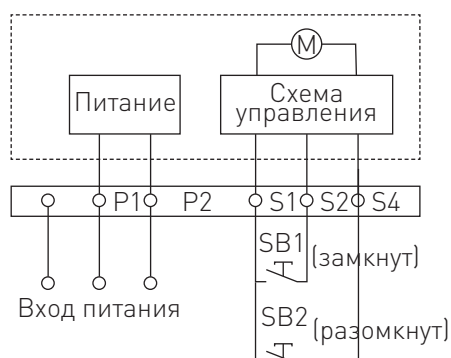 M
Питание
Схема
управления
P1 P2 S1 S2 S4
SB1
(замкнут)
Вход питания
SB2
(разомкнут)